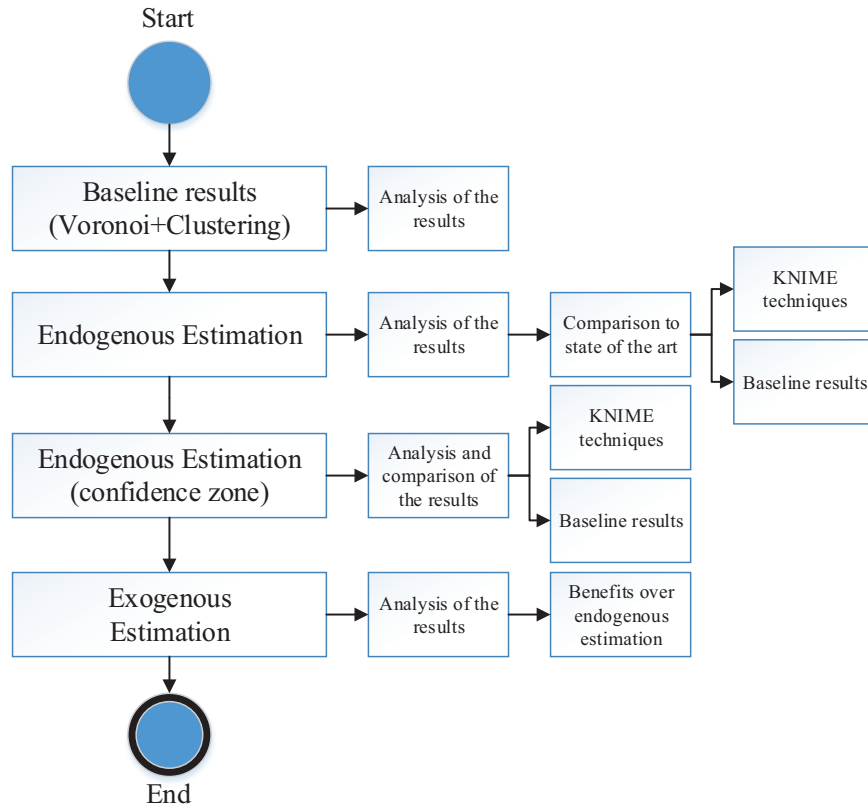 Start
Baseline results
(Voronoi+Clustering)
Analysis of the
results
Endogenous Estimation
Analysis of the
results
Comparison to
state of the art
KNIME
techniques
Baseline results
Endogenous Estimation
(confidence zone)
Analysis and
comparison of
the results
KNIME
techniques
Baseline results
Exogenous
Estimation
Analysis of the
results
Benefits over
endogenous
estimation
End